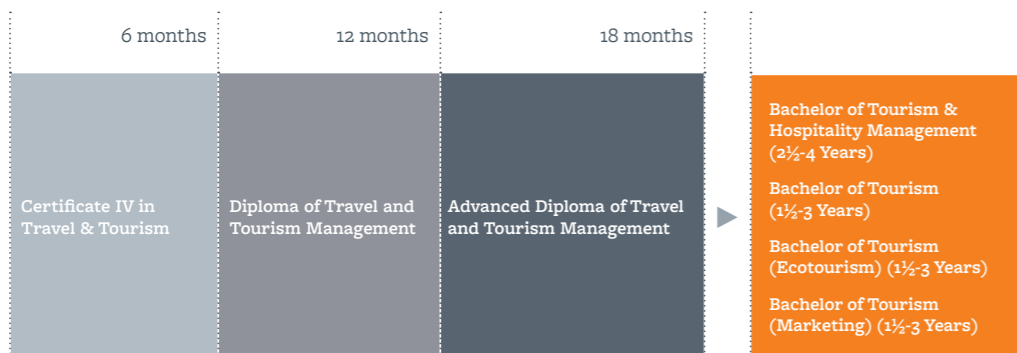 6 months
12 months
18 months
Certificate IV in
Travel & Tourism
Diploma of Travel and
Tourism Management
Advanced Diploma of Travel
and Tourism Management
Bachelor of Tourism &
Hospitality Management
(2½-4 Years)
Bachelor of Tourism
(1½-3 Years)
Bachelor of Tourism
(Ecotourism) (1½-3 Years)
Bachelor of Tourism
(Marketing) (1½-3 Years)